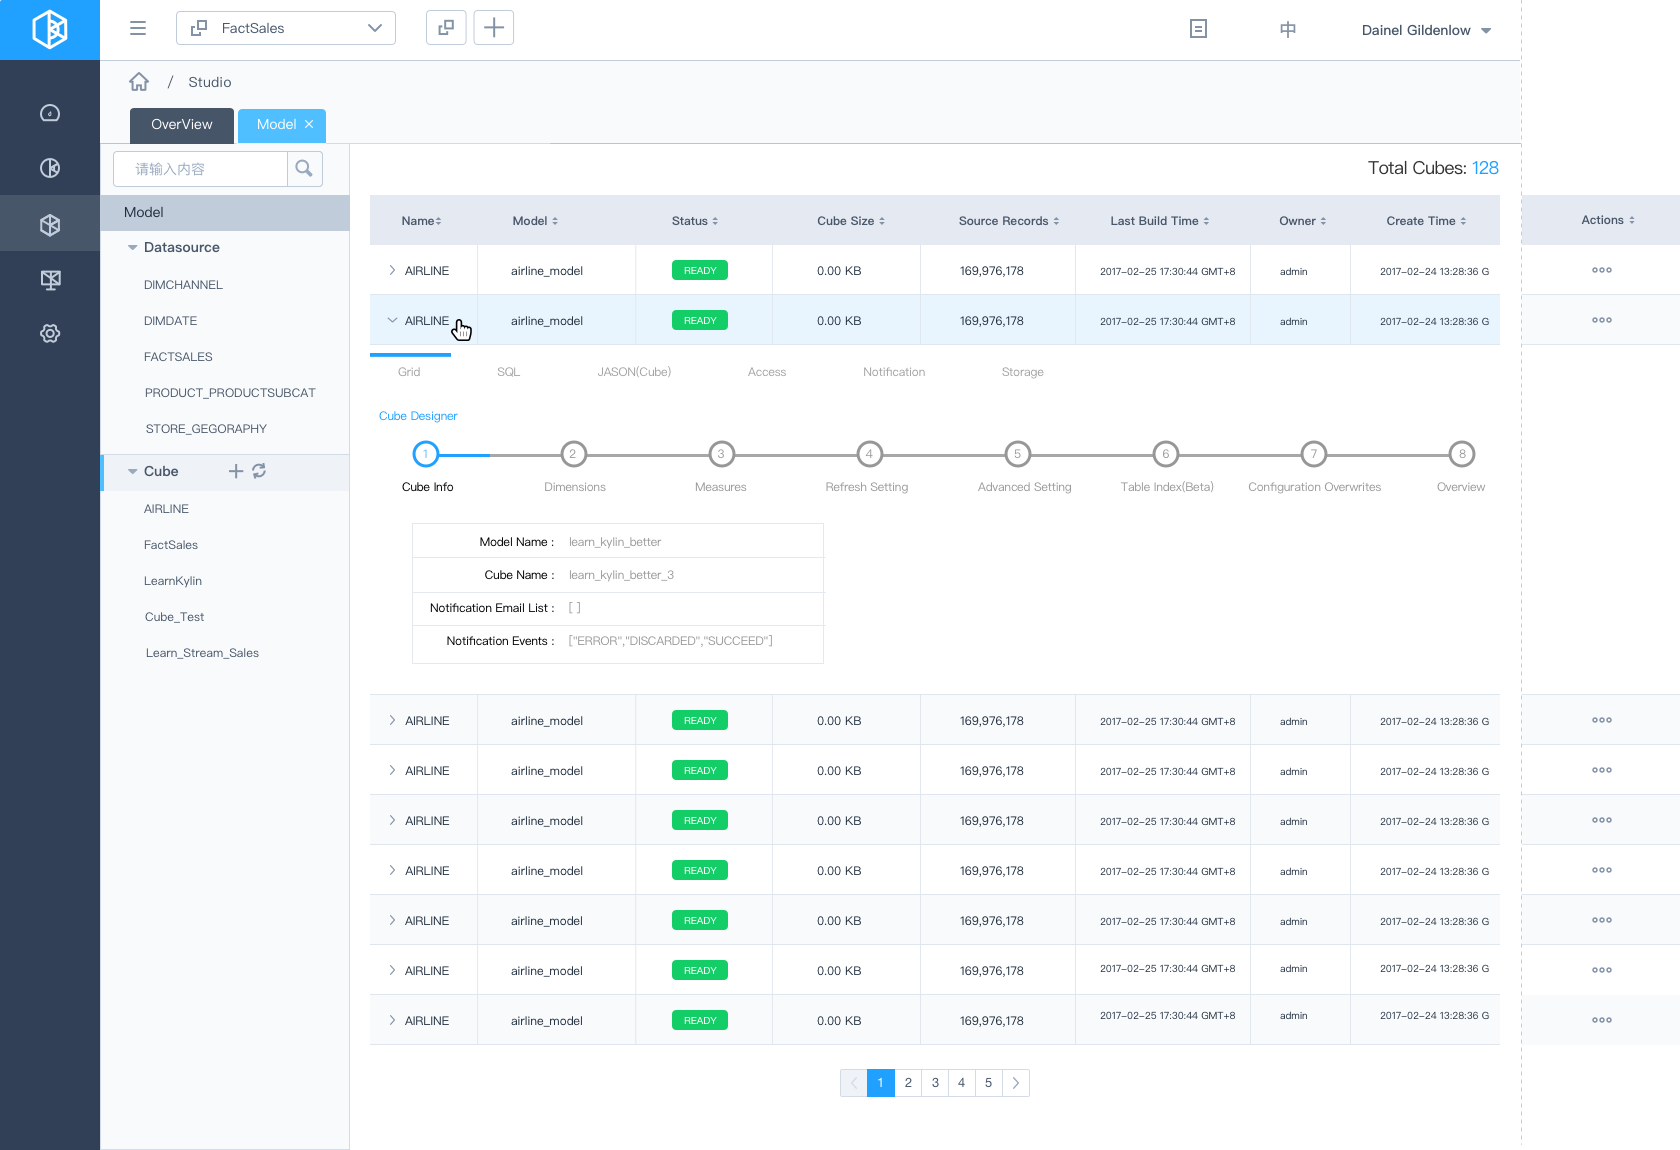 FactSales
中
Dainel Gildenlow
/ Studio
OverView
Model ×
请输入内容
Total Cubes: 128
Model
Datasource
DIMCHANNEL
DIMDATE
FACTSALES
PRODUCT_PRODUCTSUBCAT
STORE_GEGORAPHY
Cube
AIRLINE
FactSales
LearnKylin
Cube_Test
Learn_Stream_Sales
Name Model Status Cube Size Source Records Last Build Time Owner Create Time Actions
AIRLINE airline_model READY 0.00 KB 169,976,178 2017-02-25 17:30:44 GMT+8 admin 2017-02-24 13:28:36 G
AIRLINE airline_model READY 0.00 KB 169,976,178 2017-02-25 17:30:44 GMT+8 admin 2017-02-24 13:28:36 G
Grid SQL JASON(Cube) Access Notification Storage
Cube Designer
1 2 3 4 5 6 7 8
Cube Info Dimensions Measures Refresh Setting Advanced Setting Table Index(Beta) Configuration Overwrites Overview
Model Name : learn_kylin_better
Cube Name : learn_kylin_better_3
Notification Email List : [ ]
Notification Events : ["ERROR","DISCARDED","SUCCEED"]
AIRLINE airline_model READY 0.00 KB 169,976,178 2017-02-25 17:30:44 GMT+8 admin 2017-02-24 13:28:36 G
AIRLINE airline_model READY 0.00 KB 169,976,178 2017-02-25 17:30:44 GMT+8 admin 2017-02-24 13:28:36 G
AIRLINE airline_model READY 0.00 KB 169,976,178 2017-02-25 17:30:44 GMT+8 admin 2017-02-24 13:28:36 G
AIRLINE airline_model READY 0.00 KB 169,976,178 2017-02-25 17:30:44 GMT+8 admin 2017-02-24 13:28:36 G
AIRLINE airline_model READY 0.00 KB 169,976,178 2017-02-25 17:30:44 GMT+8 admin 2017-02-24 13:28:36 G
AIRLINE airline_model READY 0.00 KB 169,976,178 2017-02-25 17:30:44 GMT+8 admin 2017-02-24 13:28:36 G
AIRLINE airline_model READY 0.00 KB 169,976,178 2017-02-25 17:30:44 GMT+8 admin 2017-02-24 13:28:36 G
1 2 3 4 5